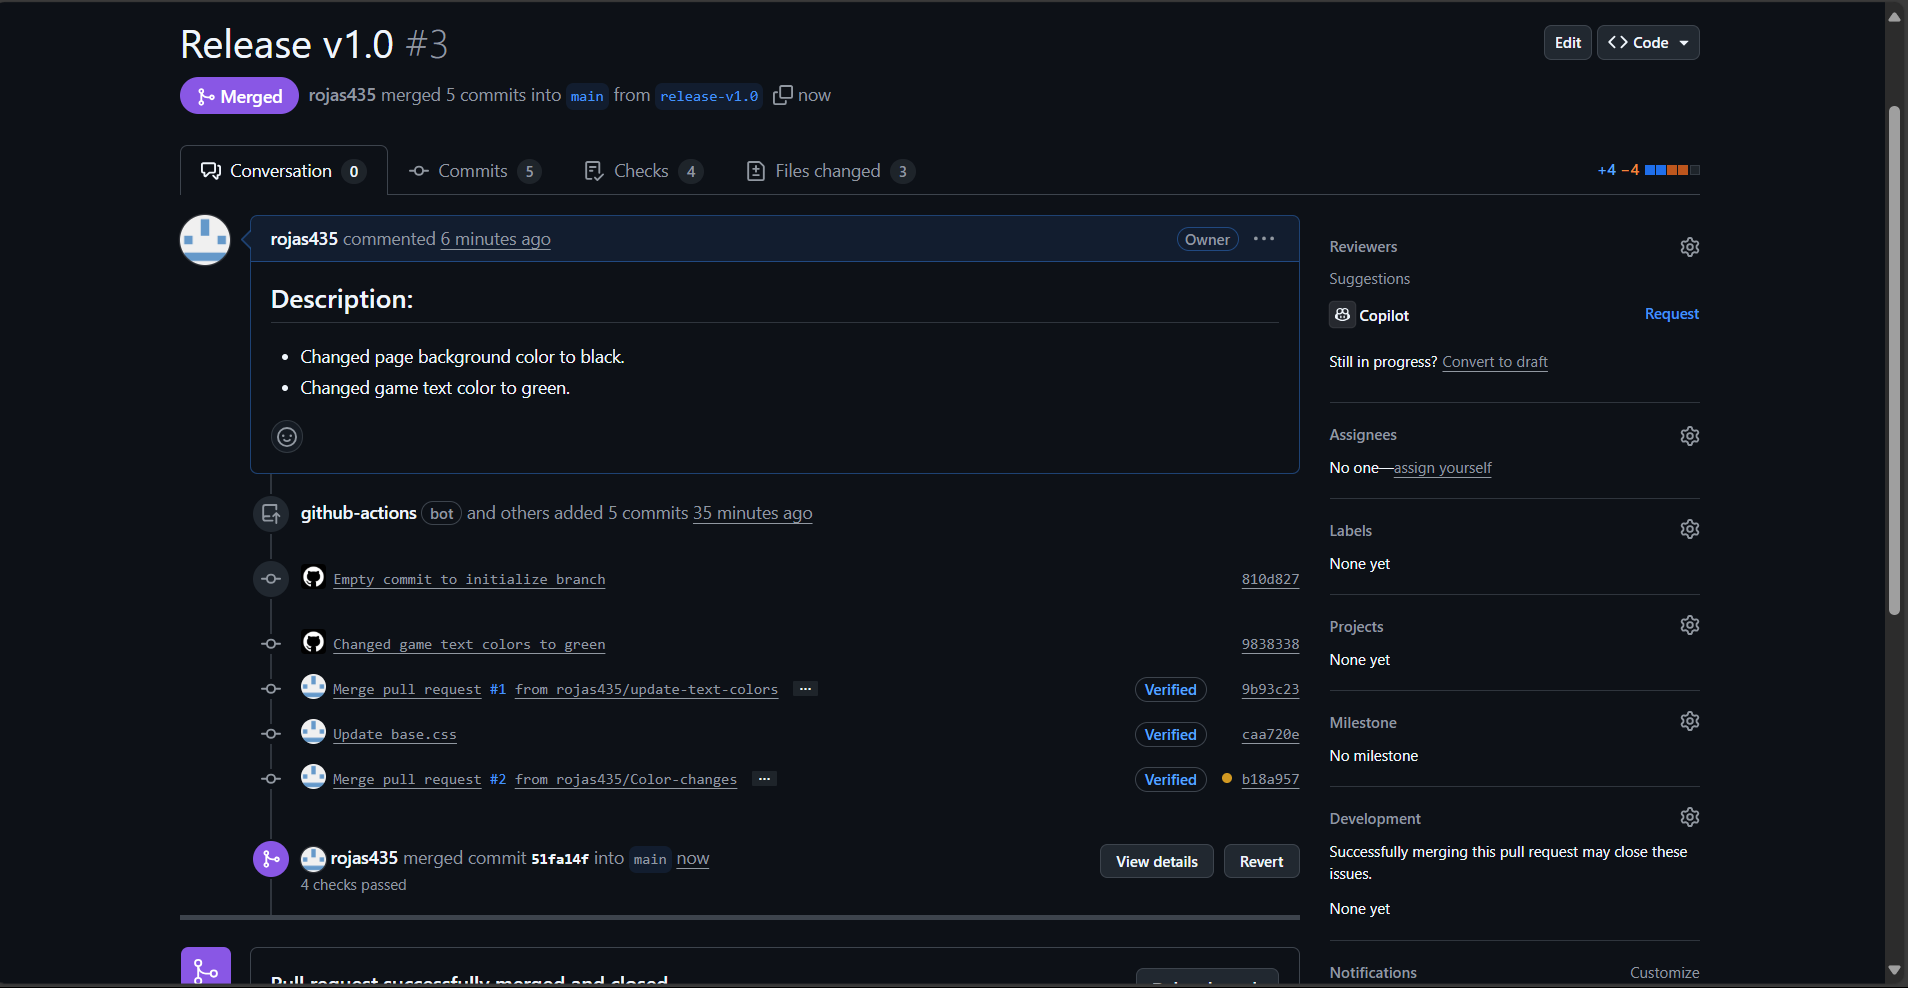 Release v1.0 #3
Edit
Code
Merged
rojas435 merged 5 commits into main from release-v1.0 now
Conversation 0
Commits 5
Checks 4
Files changed 3
+4 −4
rojas435 commented 6 minutes ago
Owner
Description:
Changed page background color to black.
Changed game text color to green.
github-actions bot and others added 5 commits 35 minutes ago
Empty commit to initialize branch 810d827
Changed game text colors to green 9838338
Merge pull request #1 from rojas435/update-text-colors ... Verified 9b93c23
Update base.css Verified caa720e
Merge pull request #2 from rojas435/Color-changes ... Verified b18a957
rojas435 merged commit 51fa14f into main now
4 checks passed
View details
Revert
Pull request successfully merged and closed
Reviewers
Suggestions
Copilot Request
Still in progress? Convert to draft
Assignees
No one—assign yourself
Labels
None yet
Projects
None yet
Milestone
No milestone
Development
Successfully merging this pull request may close these
issues.
None yet
Notifications Customize